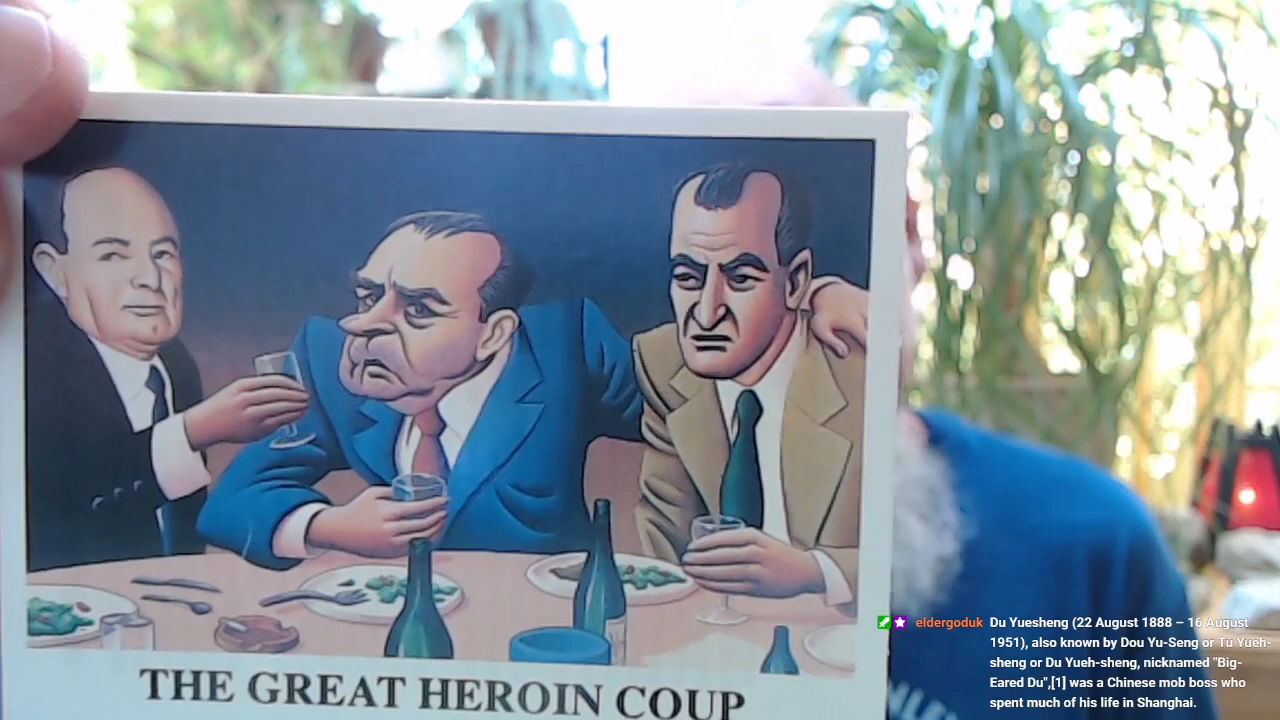 THE GREAT HEROIN COUP
eldergoduk Du Yuesheng (22 August 1888 – 16 August
1951), also known by Dou Yu-Seng or Tu Yueh-
sheng or Du Yueh-sheng, nicknamed "Big-
Eared Du",[1] was a Chinese mob boss who
spent much of his life in Shanghai.